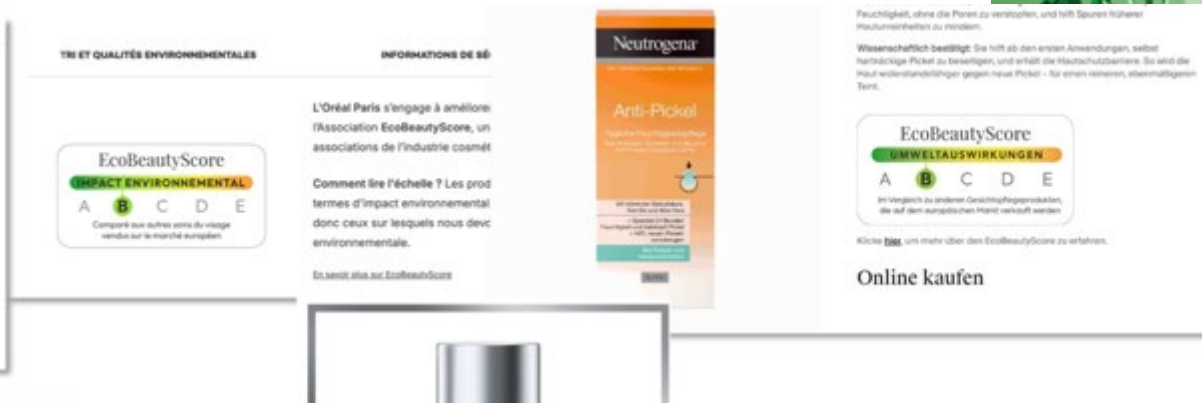 TRI ET QUALITÉS ENVIRONNEMENTALES
INFORMATIONS DE SÉ
EcoBeautyScore
IMPACT ENVIRONNEMENTAL
A B C D E
Comparé aux autres soins du visage
vendus sur le marché européen
L'Oréal Paris s'engage à améliorer
l'Association EcoBeautyScore, un
associations de l'industrie cosmét
Comment lire l'échelle ? Les prod
termes d'impact environnemental
donc ceux sur lesquels nous devo
environnementale.
En savoir plus sur EcoBeautyScore
Neutrogena
Anti-Pickel
Tägliche Feuchtigkeitspflege
Feuchtigkeit, ohne die Poren zu verstopfen, und hilft Spuren früherer
Hautunreinheiten zu mindern.
Wissenschaftlich bestätigt: Sie hilft ab den ersten Anwendungen, selbst
hartnäckige Pickel zu beseitigen, und erhält die Hautschutzbarriere. So wird die
Haut widerstandsfähiger gegen neue Pickel – für einen reineren, ebenmäßigeren
Teint.
EcoBeautyScore
UMWELTAUSWIRKUNGEN
A B C D E
Im Vergleich zu anderen Gesichtspflegeprodukten,
die auf dem europäischen Markt verkauft werden
Klicke hier, um mehr über den EcoBeautyScore zu erfahren.
Online kaufen